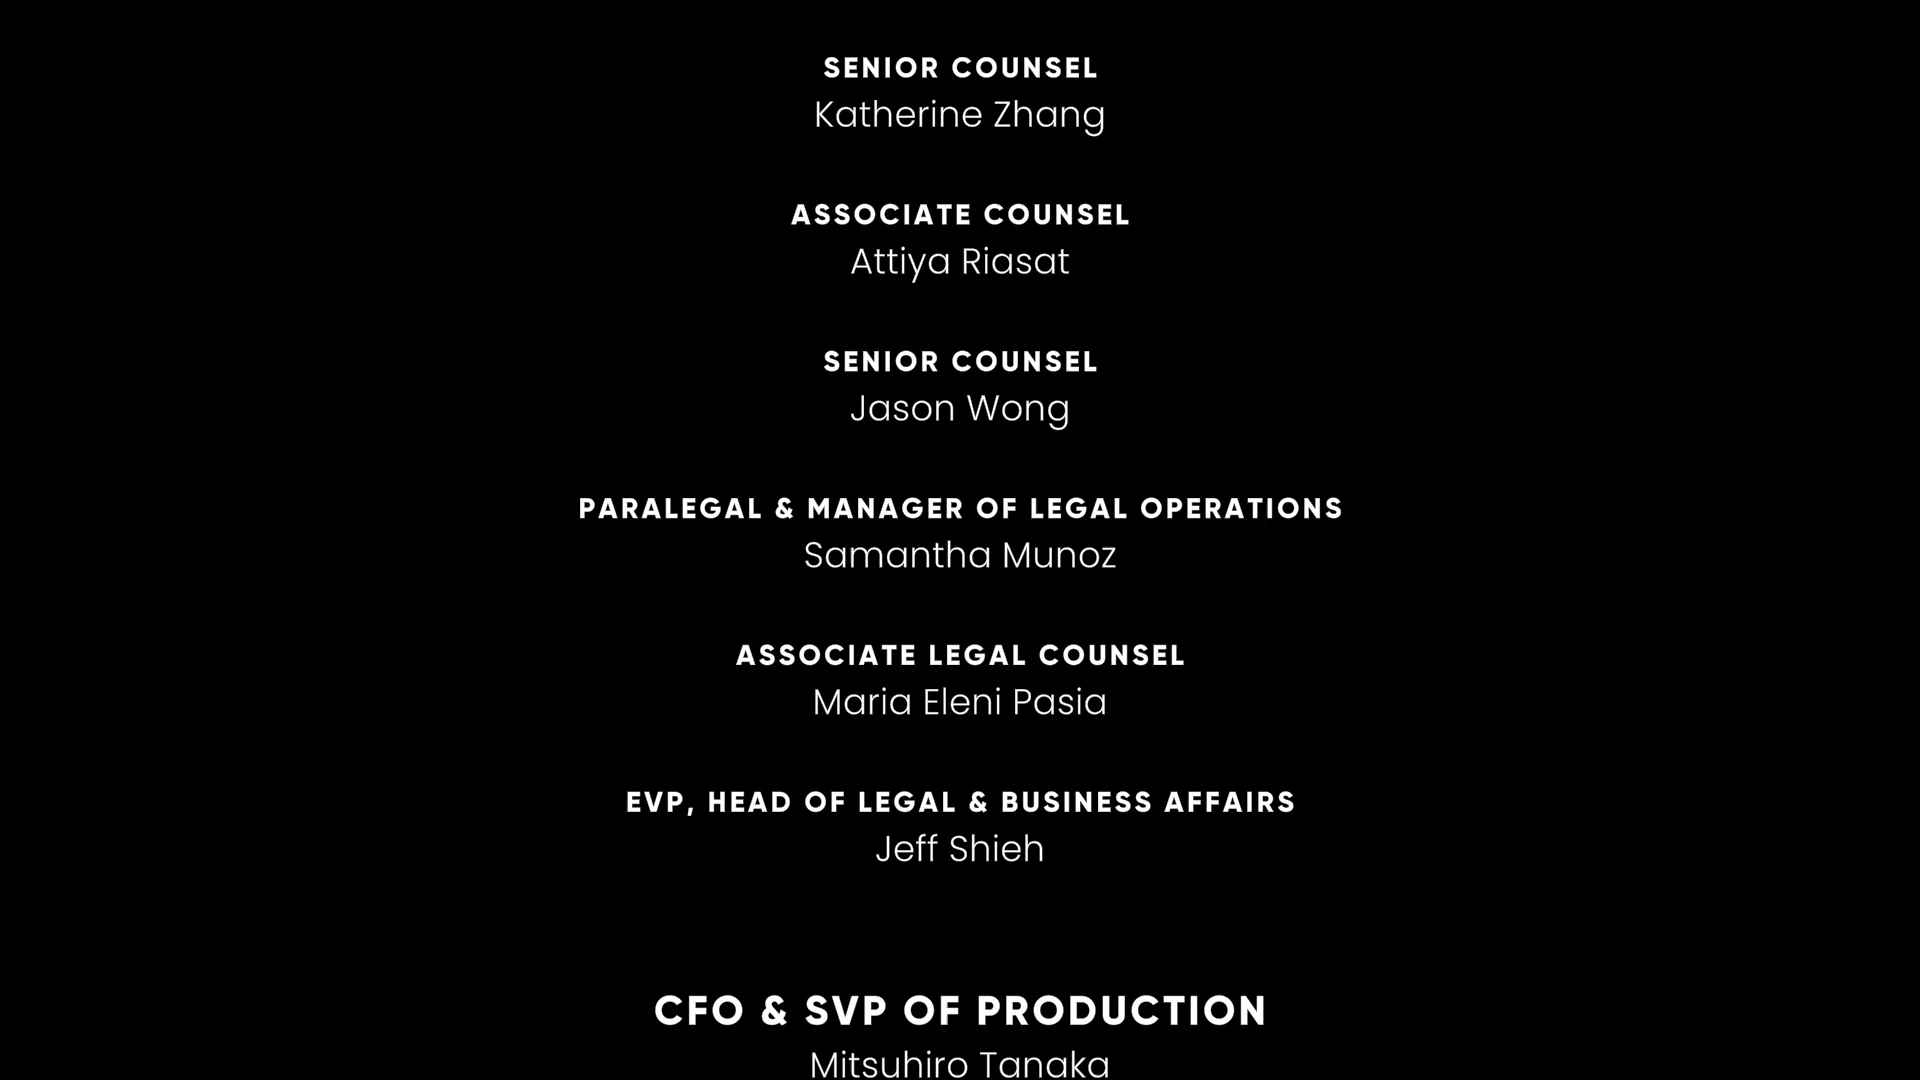 SENIOR COUNSEL
Katherine Zhang
ASSOCIATE COUNSEL
Attiya Riasat
SENIOR COUNSEL
Jason Wong
PARALEGAL & MANAGER OF LEGAL OPERATIONS
Samantha Munoz
ASSOCIATE LEGAL COUNSEL
Maria Eleni Pasia
EVP, HEAD OF LEGAL & BUSINESS AFFAIRS
Jeff Shieh
CFO & SVP OF PRODUCTION
Mitsuhiro Tanaka